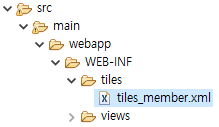 src
main
webapp
WEB-INF
tiles
tiles_member.xml
views